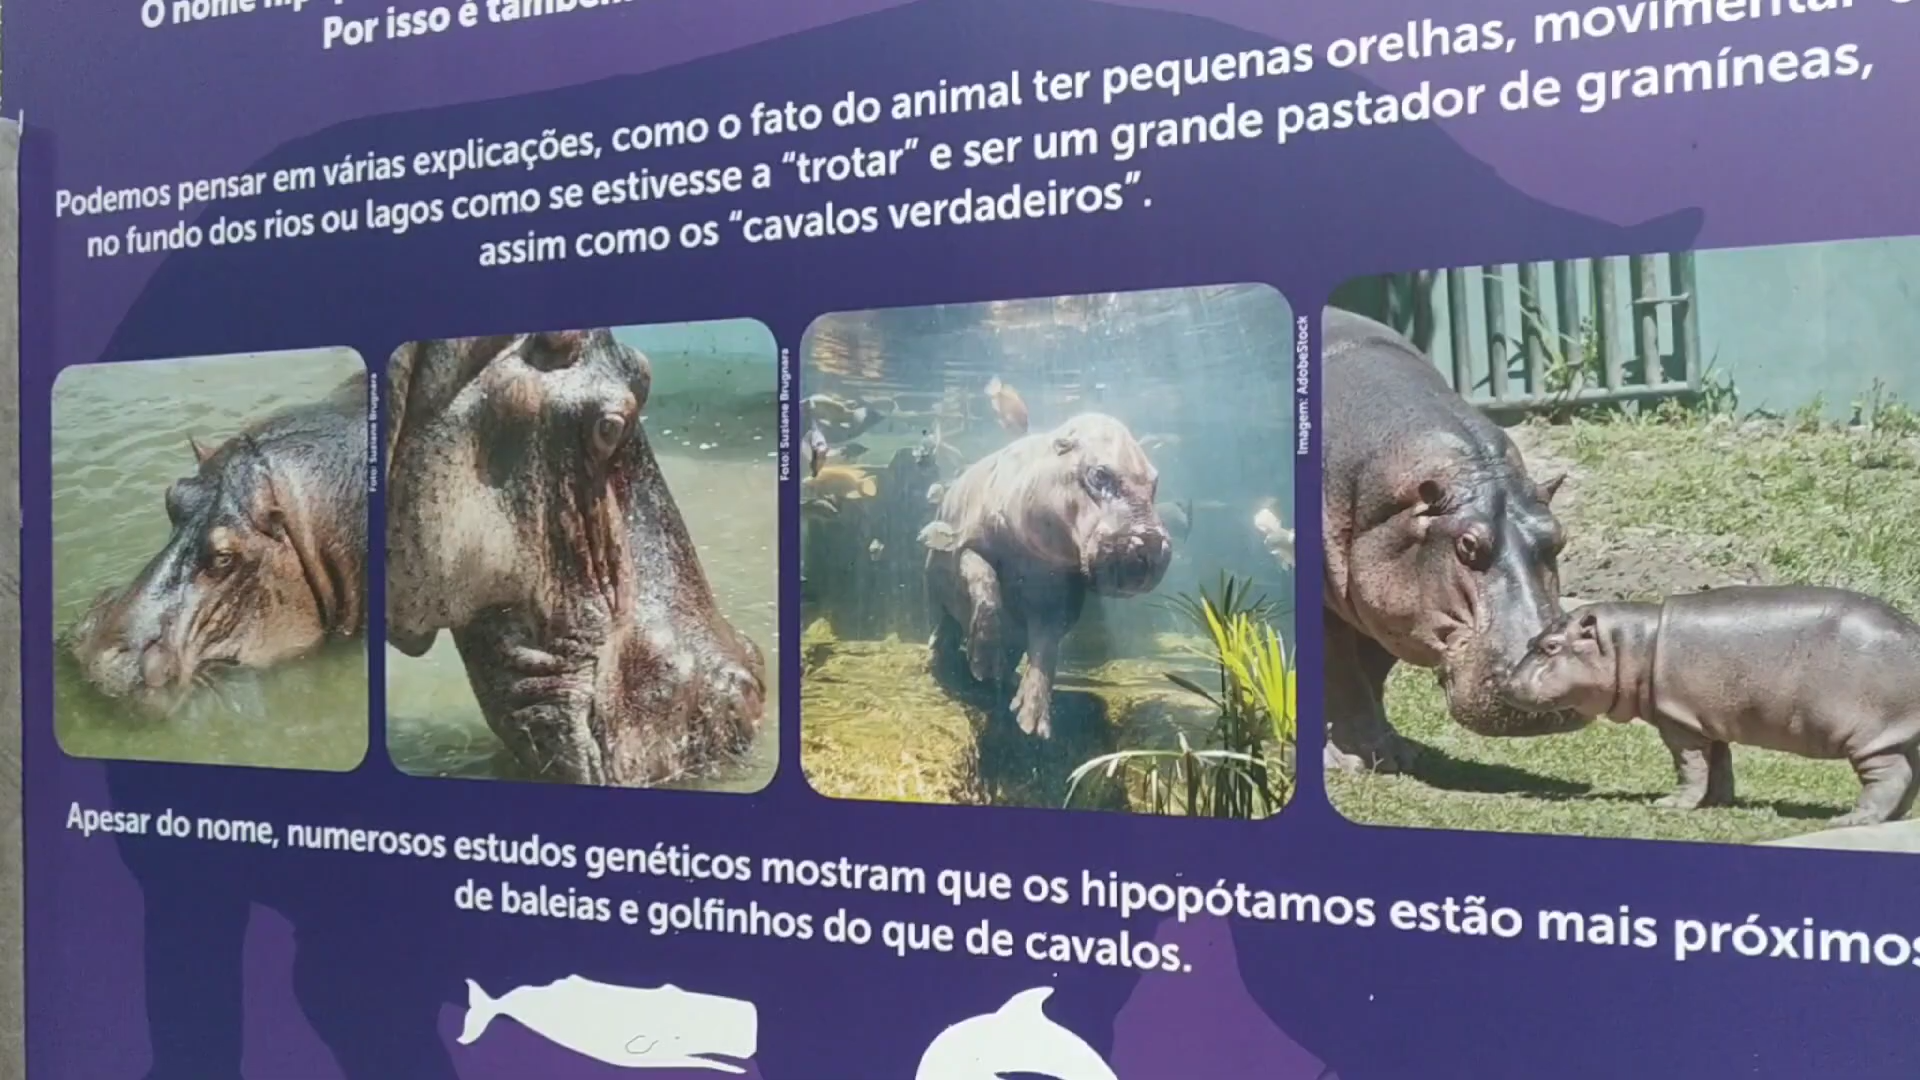 O nome
Por isso é também
Podemos pensar em várias explicações, como o fato do animal ter pequenas orelhas, movimentar
no fundo dos rios ou lagos como se estivesse a “trotar” e ser um grande pastador de gramíneas,
assim como os “cavalos verdadeiros”.
Foto: Suziane Brugnara
Foto: Suziane Brugnara
Imagem: AdobeStock
Apesar do nome, numerosos estudos genéticos mostram que os hipopótamos estão mais próximos
de baleias e golfinhos do que de cavalos.